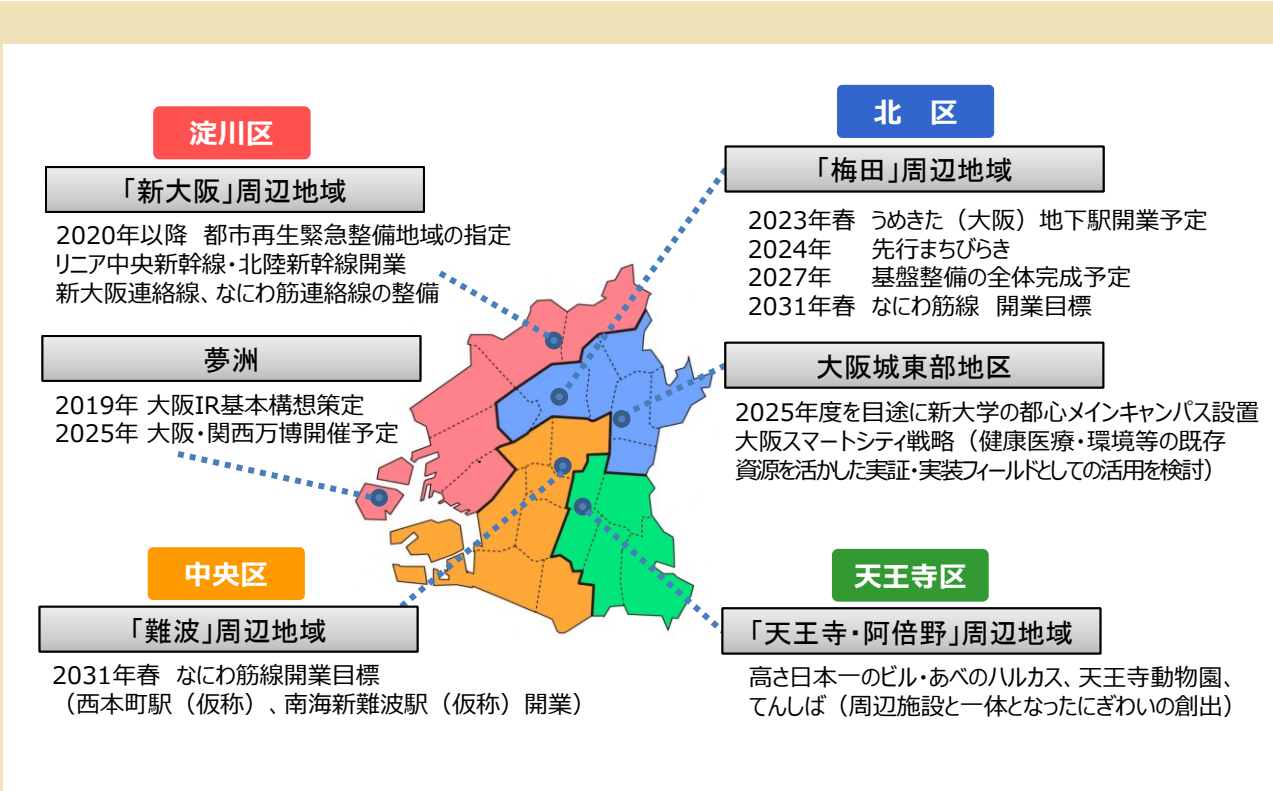 淀川区
「新大阪」周辺地域
2020年以降 都市再生緊急整備地域の指定
リニア中央新幹線・北陸新幹線開業
新大阪連絡線、なにわ筋連絡線の整備
夢洲
2019年 大阪IR基本構想策定
2025年 大阪・関西万博開催予定
中央区
「難波」周辺地域
2031年春 なにわ筋線開業目標
（西本町駅（仮称）、南海新難波駅（仮称）開業）
北 区
「梅田」周辺地域
2023年春 うめきた（大阪）地下駅開業予定
2024年 先行まちびらき
2027年 基盤整備の全体完成予定
2031年春 なにわ筋線 開業目標
大阪城東部地区
2025年度を目途に新大学の都心メインキャンパス設置
大阪スマートシティ戦略（健康医療・環境等の既存
資源を活かした実証・実装フィールドとしての活用を検討）
天王寺区
「天王寺・阿倍野」周辺地域
高さ日本一のビル・あべのハルカス、天王寺動物園、
てんしば（周辺施設と一体となったにぎわいの創出）